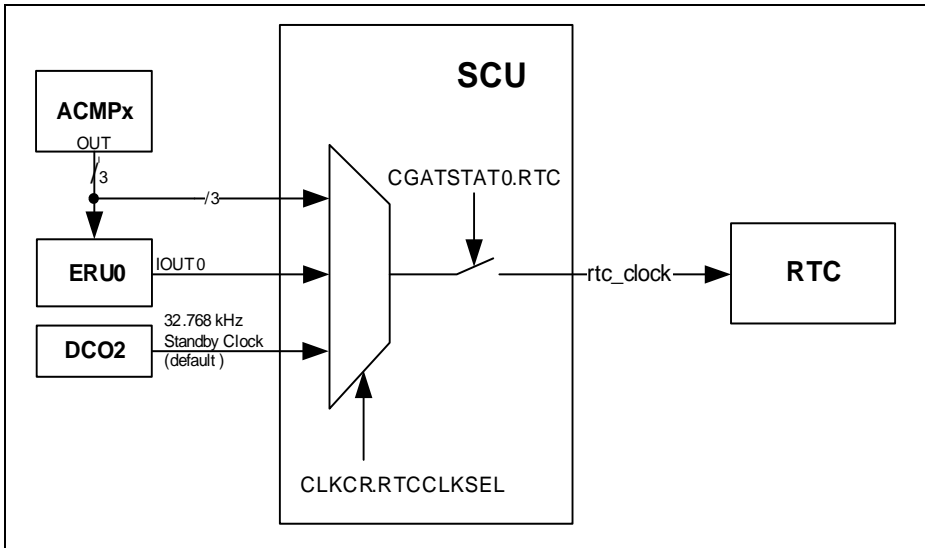 SCU
ACMPx
OUT
3
CGATSTAT0.RTC
/3
ERU0
IOUT0
rtc_clock
RTC
32.768 kHz
Standby Clock
(default )
DCO2
CLKCR.RTCCLKSEL